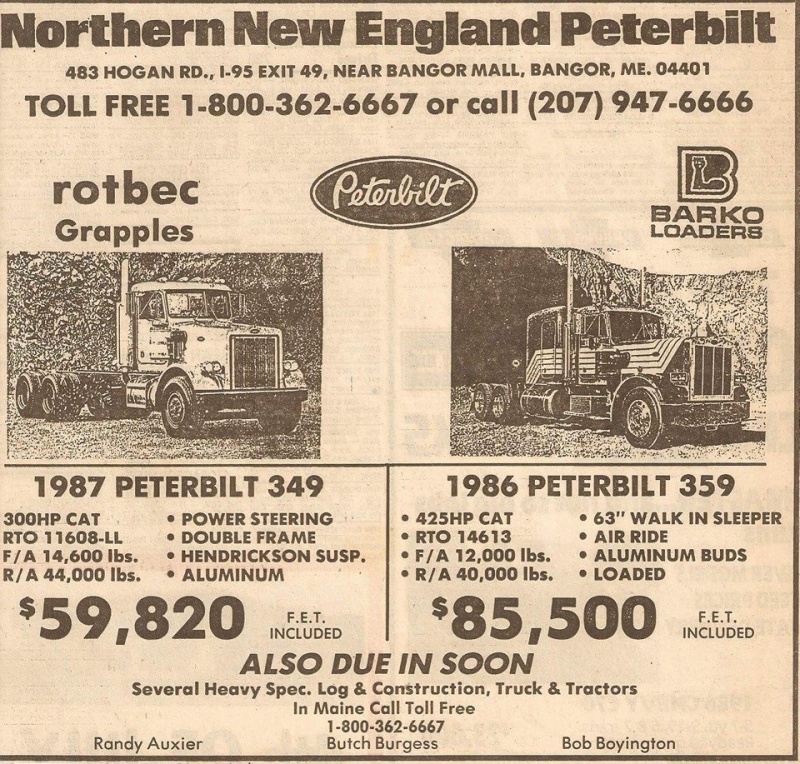 Northern New England Peterbilt
483 HOGAN RD., I-95 EXIT 49, NEAR BANGOR MALL, BANGOR, ME. 04401
TOLL FREE 1-800-362-6667 or call (207) 947-6666
rotbec
Grapples
Peterbilt
BARKO
LOADERS
1987 PETERBILT 349
300HP CAT • POWER STEERING
RTO 11608-LL • DOUBLE FRAME
F/A 14,600 lbs. • HENDRICKSON SUSP.
R/A 44,000 lbs. • ALUMINUM
$59,820 F.E.T. INCLUDED
1986 PETERBILT 359
• 425HP CAT • 63" WALK IN SLEEPER
• RTO 14613 • AIR RIDE
• F/A 12,000 lbs. • ALUMINUM BUDS
• R/A 40,000 lbs. • LOADED
$85,500 F.E.T. INCLUDED
ALSO DUE IN SOON
Several Heavy Spec. Log & Construction, Truck & Tractors
In Maine Call Toll Free
1-800-362-6667
Randy Auxier Butch Burgess Bob Boyington